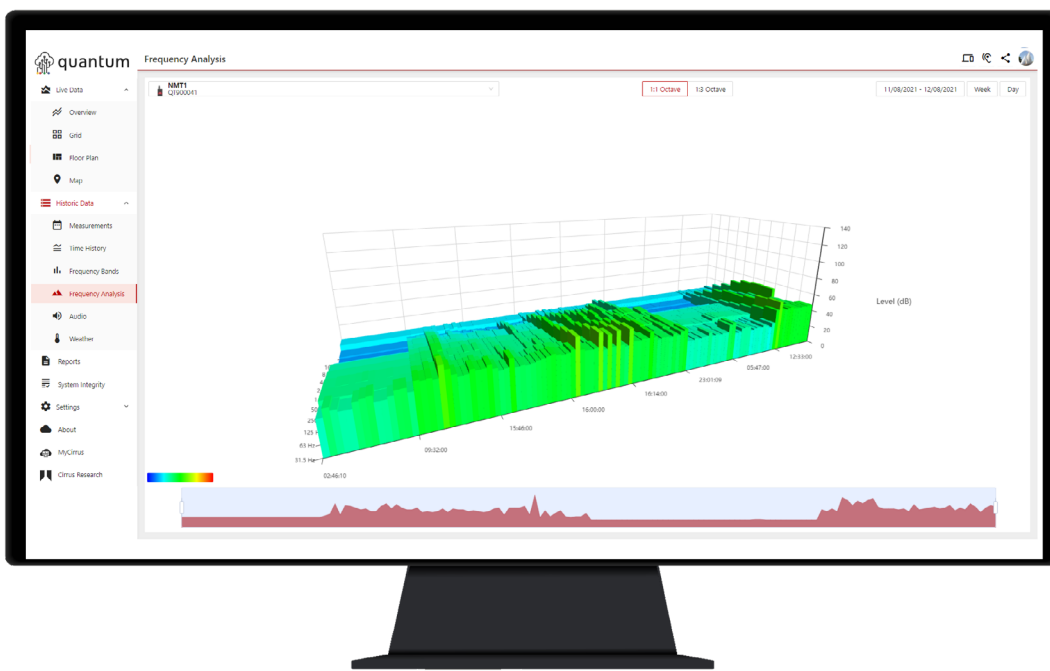 quantum
Frequency Analysis
Live Data
Overview
Grid
Floor Plan
Map
Historic Data
Measurements
Time History
Frequency Bands
Frequency Analysis
Audio
Weather
Reports
System Integrity
Settings
About
MyCirrus
Cirrus Research
NMT1
1:1 Octave
1:3 Octave
11/08/2021 - 12/08/2021
Week
Day
140
120
100
80
60
40
20
0
Level (dB)
125
63 Hz
31.5 Hz
02:46:10
09:32:00
15:46:00
16:00:00
23:01:08
05:47:00
12:33:00